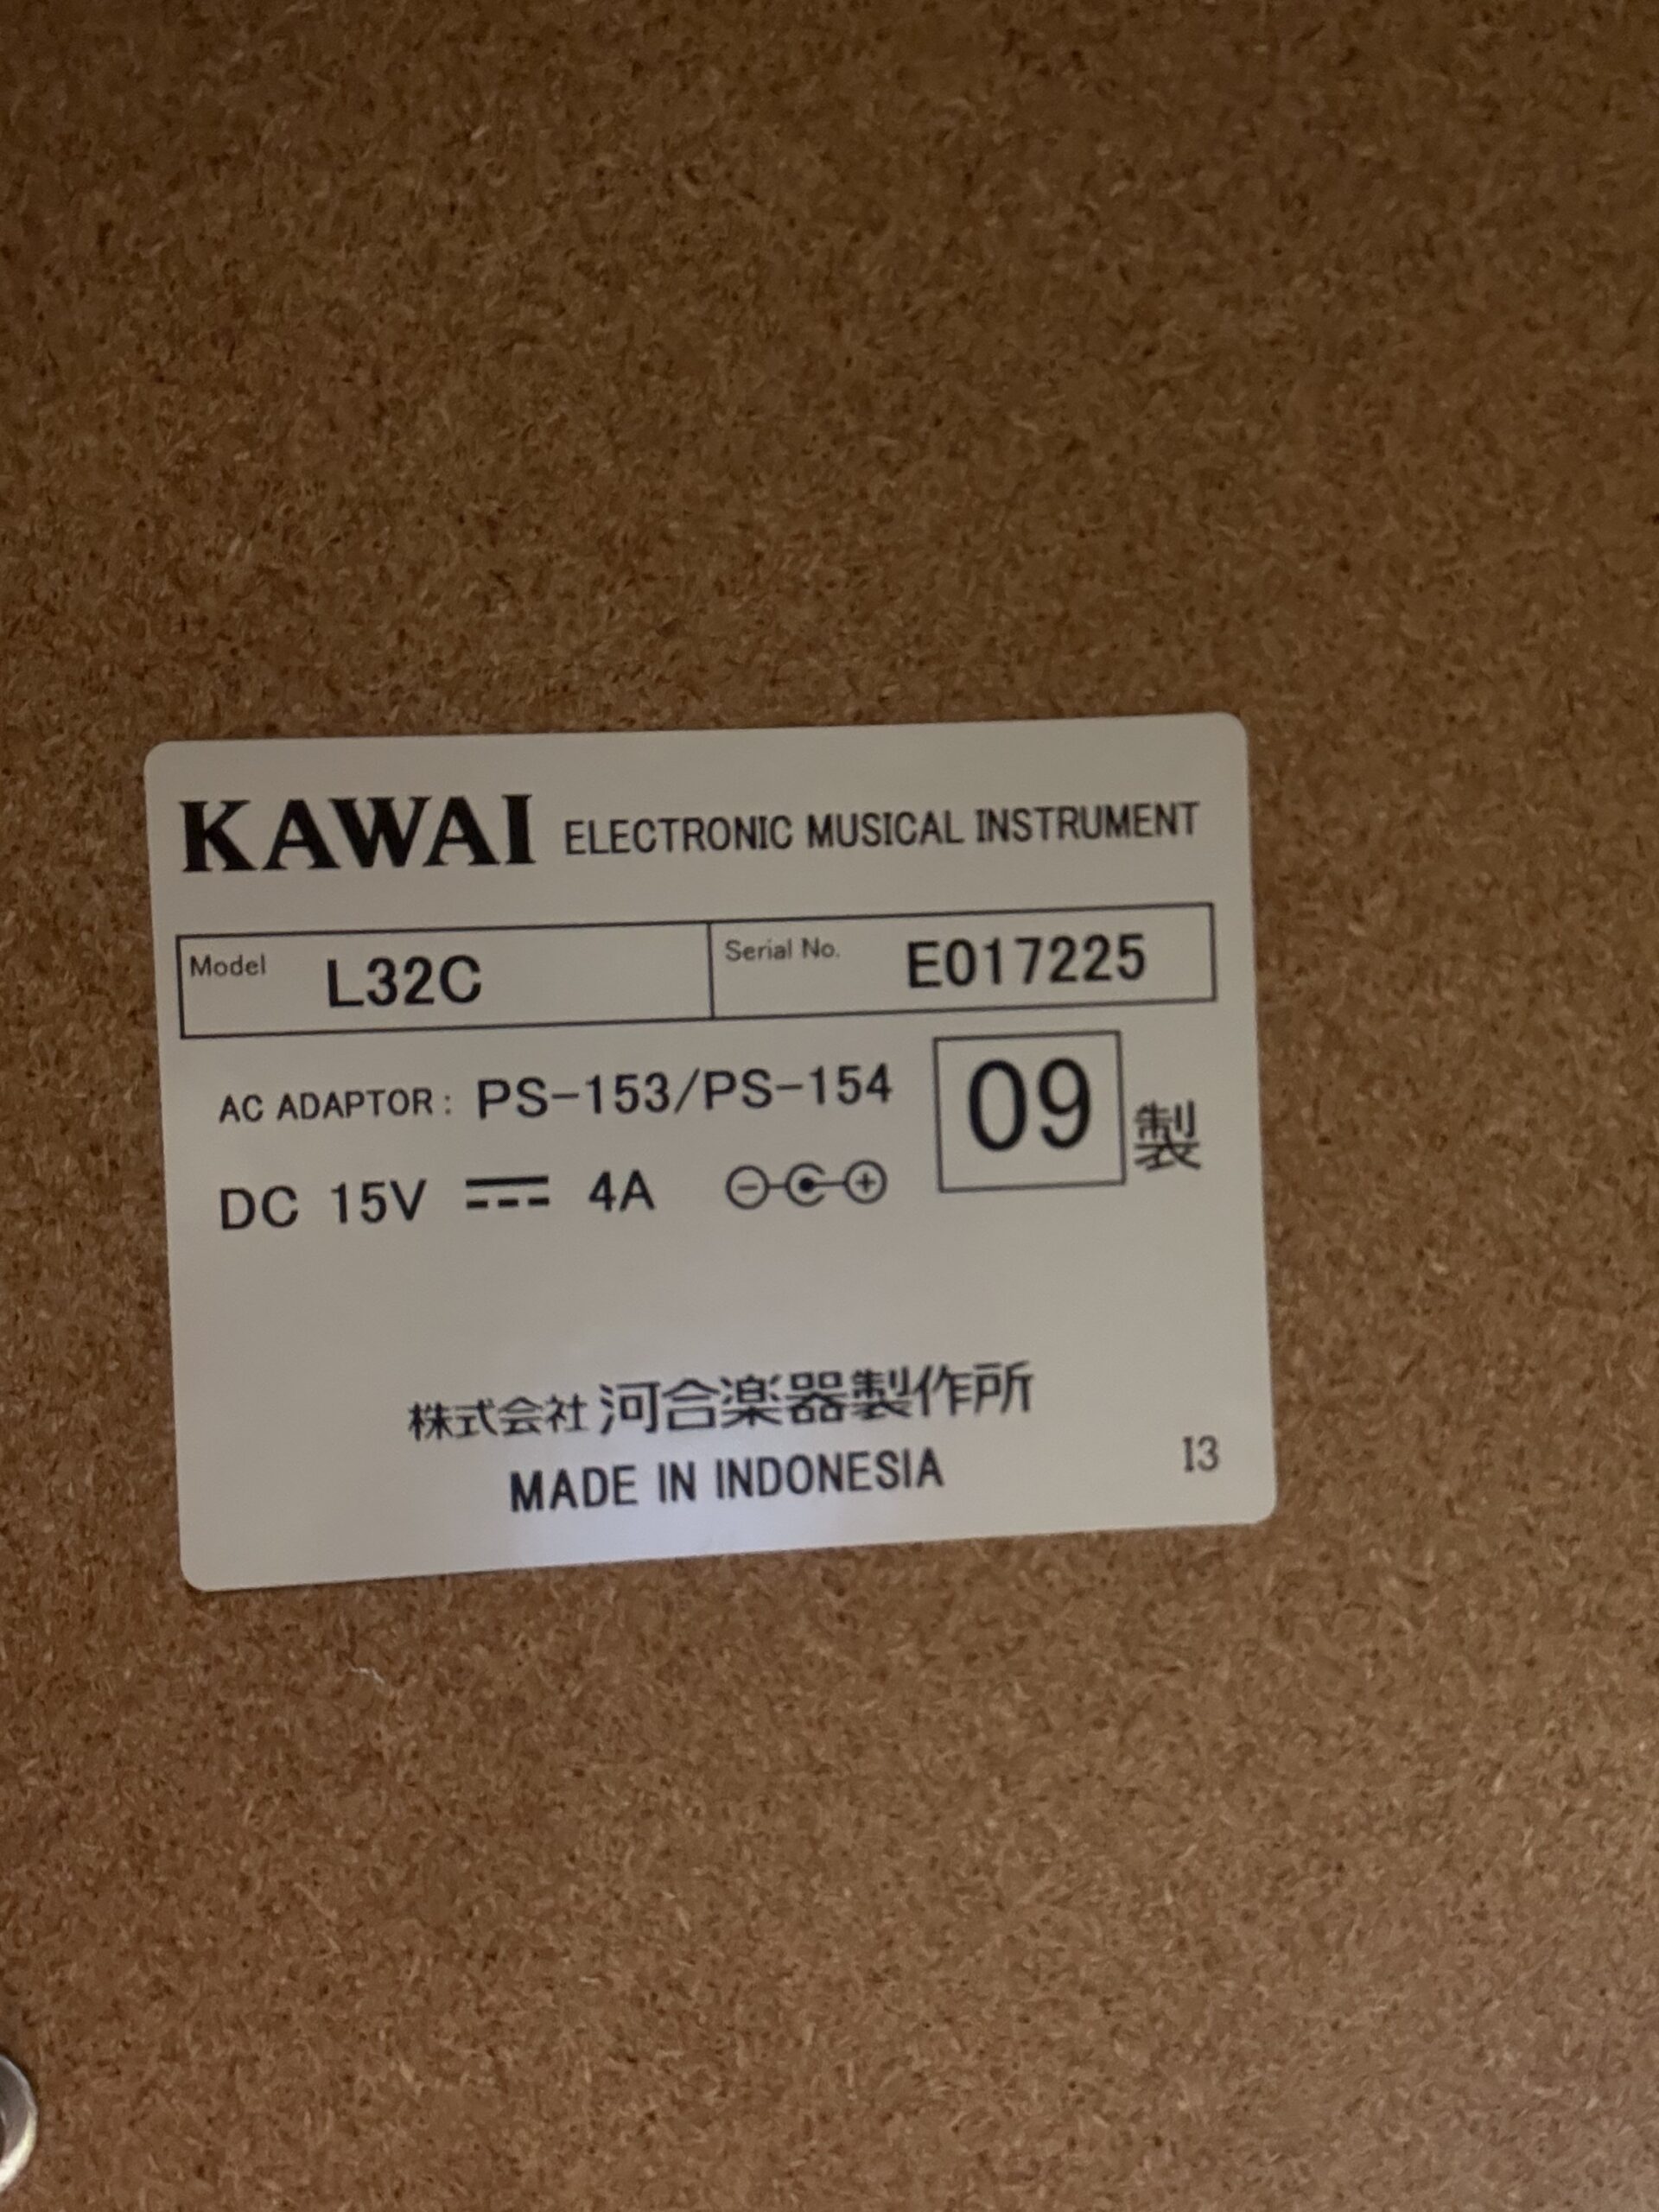 KAWAI ELECTRONIC MUSICAL INSTRUMENT
Model L32C Serial No. E017225
AC ADAPTOR: PS-153/PS-154 09 製
DC 15V ⎓ 4A
株式会社 河合楽器製作所
MADE IN INDONESIA 13